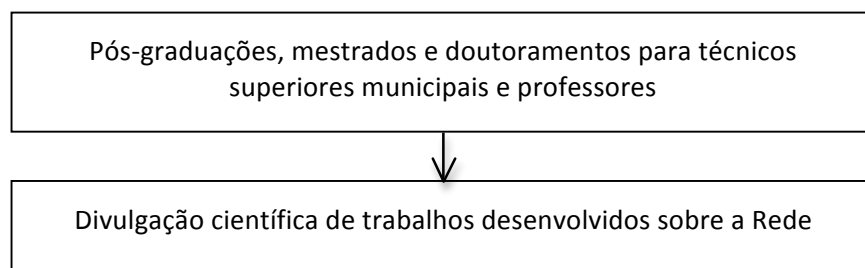 Pós-graduações, mestrados e doutoramentos para técnicos
superiores municipais e professores
Divulgação científica de trabalhos desenvolvidos sobre a Rede